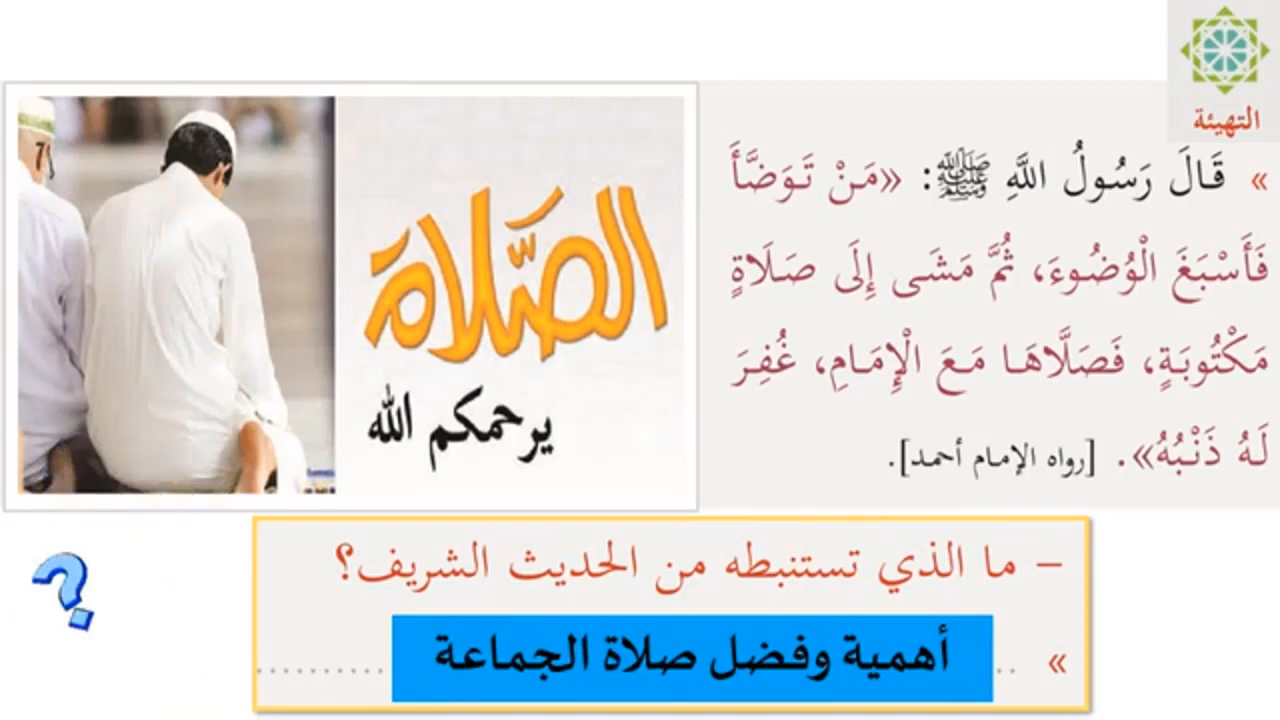 التهيئة
» قَالَ رَسُولُ اللَّهِ ﷺ: «مَنْ تَوَضَّأَ
فَأَسْبَغَ الْوُضُوءَ، ثُمَّ مَشَى إِلَى صَلَاةٍ
مَكْتُوبَةٍ، فَصَلَّاهَا مَعَ الْإِمَامِ، غُفِرَ
لَهُ ذَنْبُهُ». [رواه الإمام أحمد].
الصَّلاة
يرحمكم الله
– ما الذي تستنبطه من الحديث الشريف؟
» .. أهمية وفضل صلاة الجماعة ............